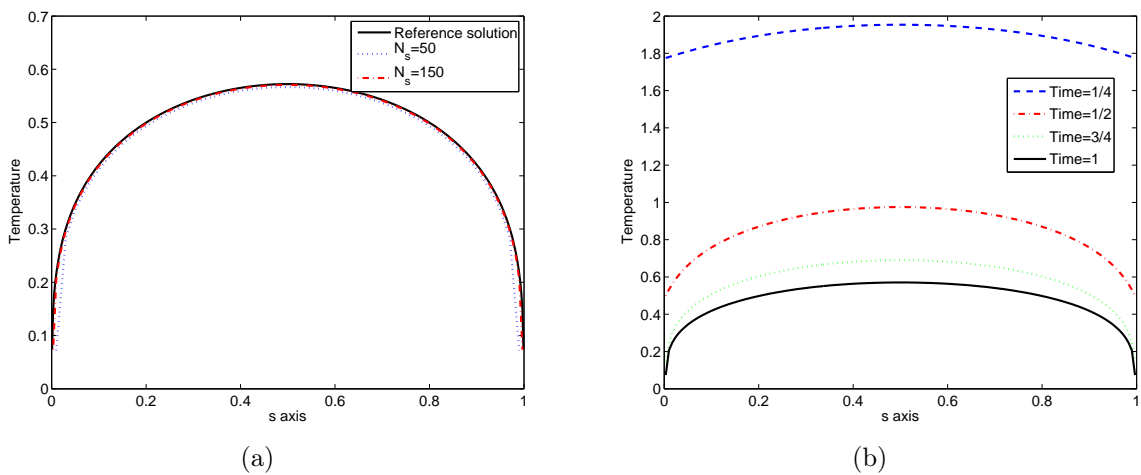 0.7
0.6
0.5
0.4
0.3
0.2
0.1
0
Temperature
0
0.2
0.4
0.6
0.8
1
s axis
Reference solution
N_s=50
N_s=150
(a)
2
1.8
1.6
1.4
1.2
1
0.8
0.6
0.4
0.2
0
Temperature
0
0.2
0.4
0.6
0.8
1
s axis
Time=1/4
Time=1/2
Time=3/4
Time=1
(b)